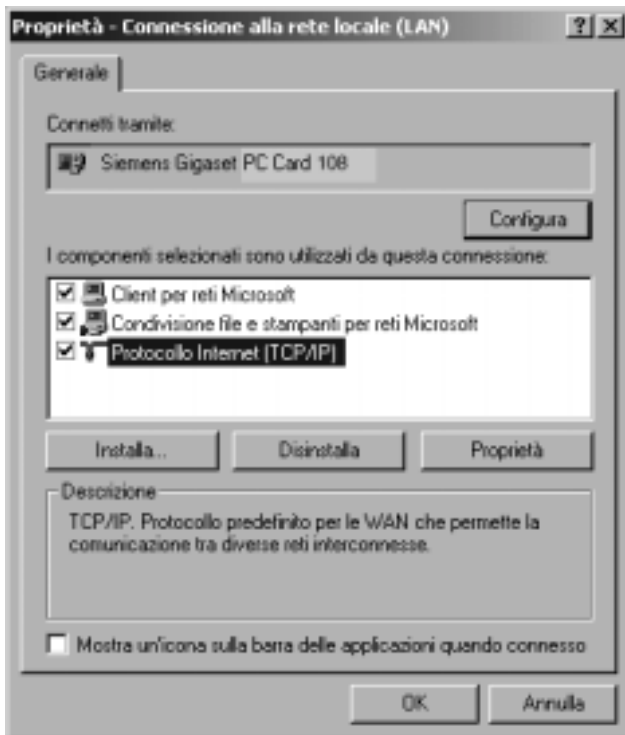 Proprietà - Connessione alla rete locale (LAN)
Generale
Connetti tramite:
Siemens Gigaset PC Card 108
Configura
I componenti selezionati sono utilizzati da questa connessione:
Client per reti Microsoft
Condivisione file e stampanti per reti Microsoft
Protocollo Internet (TCP/IP)
Installa...
Disinstalla
Proprietà
Descrizione
TCP/IP. Protocollo predefinito per le WAN che permette la
comunicazione tra diverse reti interconnesse.
Mostra un'icona sulla barra delle applicazioni quando connesso
OK
Annulla